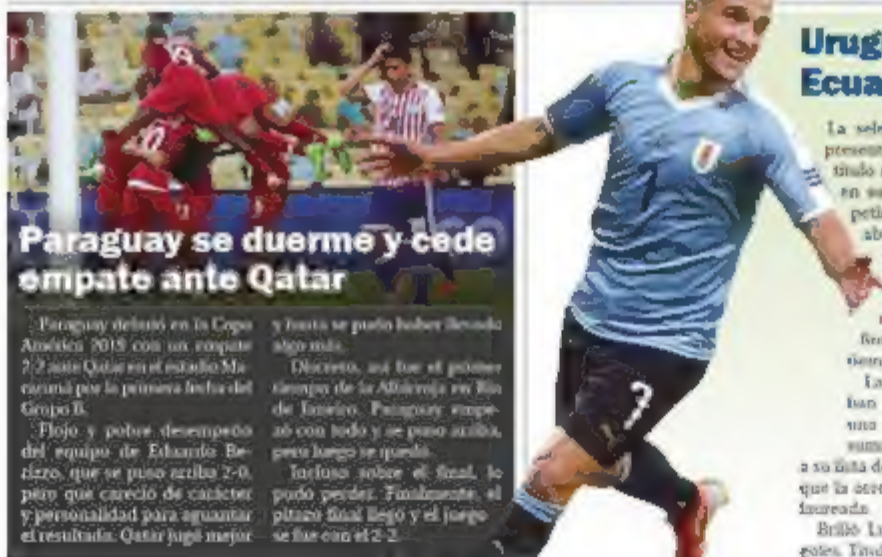 Paraguay se duerme y cede
empate ante Qatar
Paraguay debutó en la Copa
América 2019 con un empate
2-2 ante Qatar en el estadio Ma-
racaná por la primera fecha del
Grupo B.
Flojo y pobre desempeño
del equipo de Eduardo Be-
rizzo, que se puso arriba 2-0,
pero que careció de carácter
y personalidad para aguantar
el resultado. Qatar jugó mejor
y hasta se pudo haber llevado
algo más.
Discreto, así fue el primer
tiempo de la Albirroja en Río
de Janeiro. Paraguay empe-
zó con todo y se puso arriba,
pero luego se quedó.
Incluso sobre el final, lo
pudo perder. Finalmente, el
pitazo final llegó y el juego
se fue con el 2-2.
7
7
Urug
Ecua
La sele
present
título
en su
a su lista de
que la
laureada.
Brilló
goles.